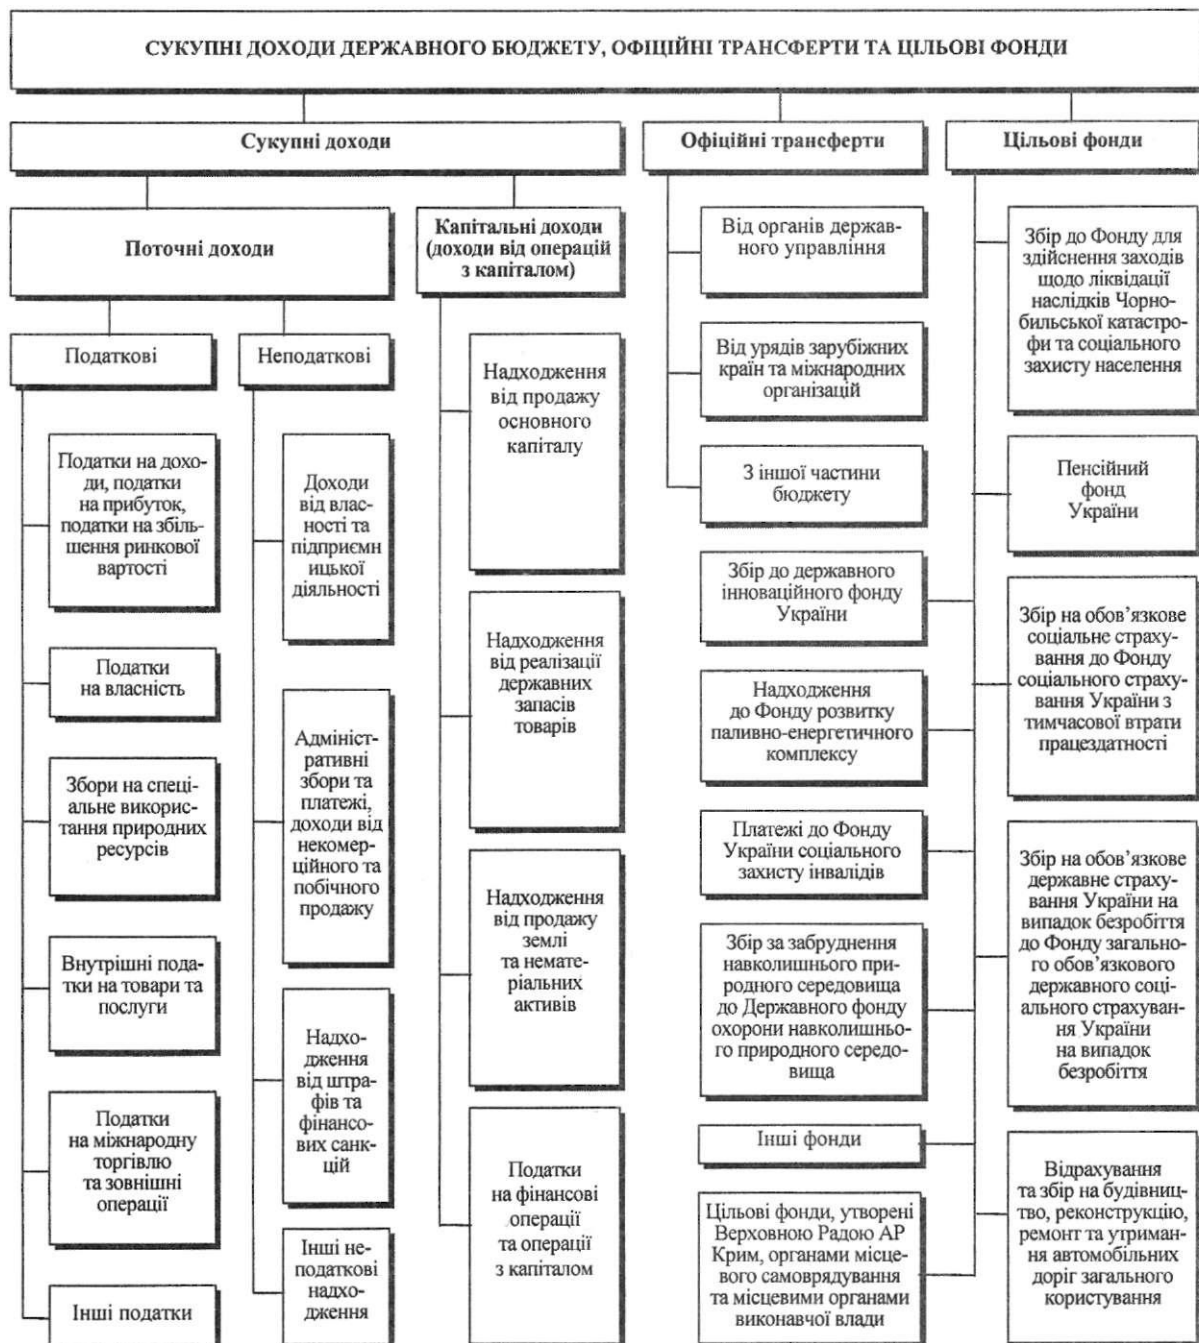 СУКУПНІ ДОХОДИ ДЕРЖАВНОГО БЮДЖЕТУ, ОФІЦІЙНІ ТРАНСФЕРТИ ТА ЦІЛЬОВІ ФОНДИ
Сукупні доходи
Поточні доходи
Податкові
Податки на дохо-
ди, податки
на прибуток,
податки на збіль-
шення ринкової
вартості
Податки
на власність
Збори на спеці-
альне використ-
тання природних
ресурсів
Внутрішні пода-
тки на товари та
послуги
Податки
на міжнародну
торгівлю
та зовнішні
операції
Інші податки
Неподаткові
Доходи
від влас-
ності та
підприємн
ицької
діяльності
Адмініст-
ративні
збори та
платежі,
доходи від
некомер-
ційного та
побічного
продажу
Надхо-
дження
від штра-
фів та
фінансо-
вих санк-
цій
Інші не-
податкові
надхо-
дження
Капітальні доходи
(доходи від операцій
з капіталом)
Надходження
від продажу
основного
капіталу
Надходження
від реалізації
державних
запасів
товарів
Надходження
від продажу
землі
та немате-
ріальних
активів
Податки
на фінансові
операції
та операції
з капіталом
Офіційні трансферти
Від органів держав-
ного управління
Від урядів зарубіжних
країн та міжнародних
організацій
З іншої частини
бюджету
Цільові фонди
Збір до Фонду для
здійснення заходів
щодо ліквідації
наслідків Чорно-
бильської катастро-
фи та соціального
захисту населення
Пенсійний
фонд
України
Збір до державного
інноваційного фонду
України
Збір на обов’язкове
соціальне страху-
вання до Фонду
соціального страху-
вання України з
тимчасової втрати
працездатності
Надходження
до Фонду розвитку
паливно-енергетичного
комплексу
Платежі до Фонду
України соціального
захисту інвалідів
Збір на обов’язкове
державне страху-
вання України на
випадок безробіття
до Фонду загально-
го обов’язкового
державного соці-
ального страхуван-
ня України
на випадок
безробіття
Збір за забруднення
навколишнього при-
родного середовища
до Державного фонду
охорони навколишньо-
го природного середо-
вища
Інші фонди
Відрахування
та збір на будівниц-
тво, реконструкцію,
ремонт та утриман-
ня автомобільних
доріг загального
користування
Цільові фонди, утворені
Верховною Радою АР
Крим, органами місце-
вого самоврядування
та місцевими органами
виконавчої влади